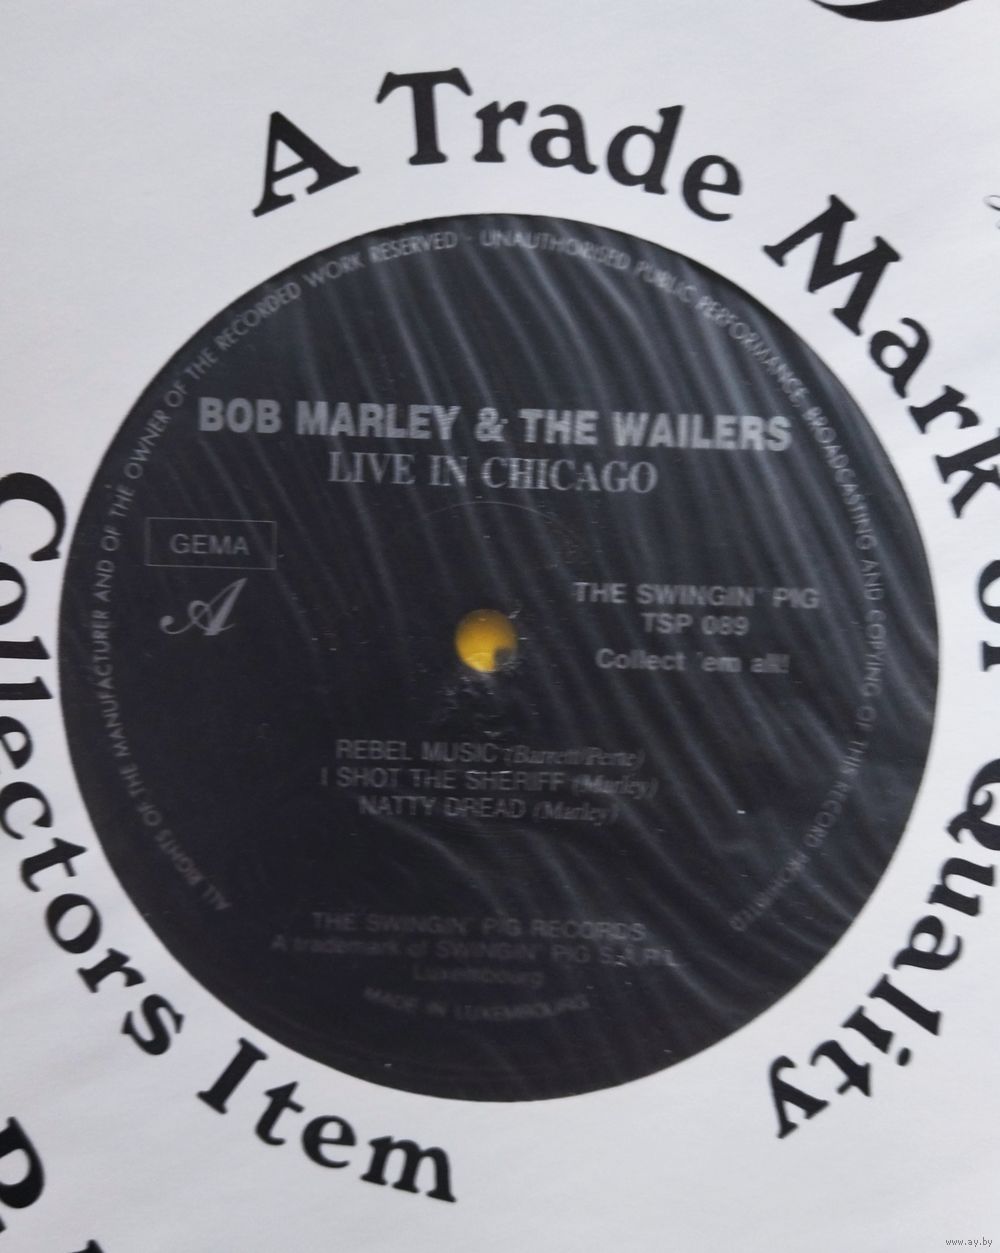 A Trade Mark of Quality
ALL RIGHTS OF THE MANUFACTURER AND OF THE OWNER OF THE RECORDED WORK RESERVED - UNAUTHORISED PUBLIC PERFORMANCE BROADCASTING AND COPYING OF THIS RECORD PROHIBITED
BOB MARLEY & THE WAILERS
LIVE IN CHICAGO
GEMA
A
THE SWINGIN' PIG
TSP 089
Collect 'em all!
REBEL MUSIC (Barrett/Perte)
I SHOT THE SHERIFF (Marley)
NATTY DREAD (Marley)
THE SWINGIN' PIG RECORDS
A trademark of SWINGIN' PIG S.A.R.L.
Luxembourg
MADE IN LUXEMBOURG
Collectors Item
www.ay.by